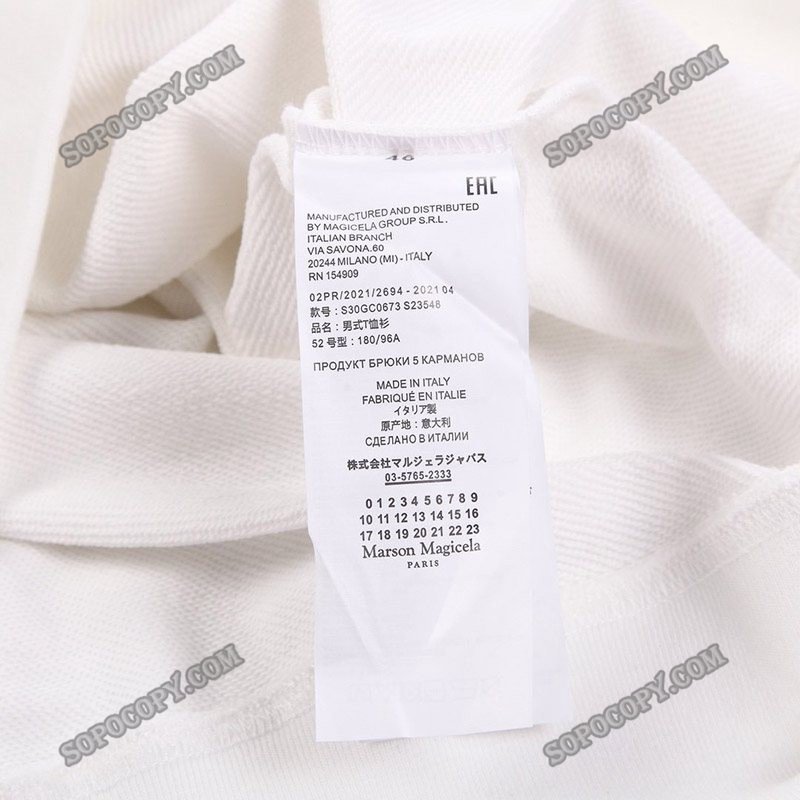 SOPOCOPY.COM
SOPOCOPY.COM
46
EAC
MANUFACTURED AND DISTRIBUTED
BY MAGICELA GROUP S.R.L.
ITALIAN BRANCH
VIA SAVONA.60
20244 MILANO (MI) - ITALY
RN 154909
02PR/2021/2694 - 2021 04
款号：S30GC0673 S23548
品名：男式T恤衫
52 号型：180/96A
ПРОДУКТ БРЮКИ 5 КАРМАНОВ
MADE IN ITALY
FABRIQUÉ EN ITALIE
イタリア製
原产地：意大利
СДЕЛАНО В ИТАЛИИ
株式会社マルジェラジャバス
03-5765-2333
0 1 2 3 4 5 6 7 8 9
10 11 12 13 14 15 16
17 18 19 20 21 22 23
Marson Magicela
PARIS
SOPOCOPY.COM
SOPOCOPY.COM